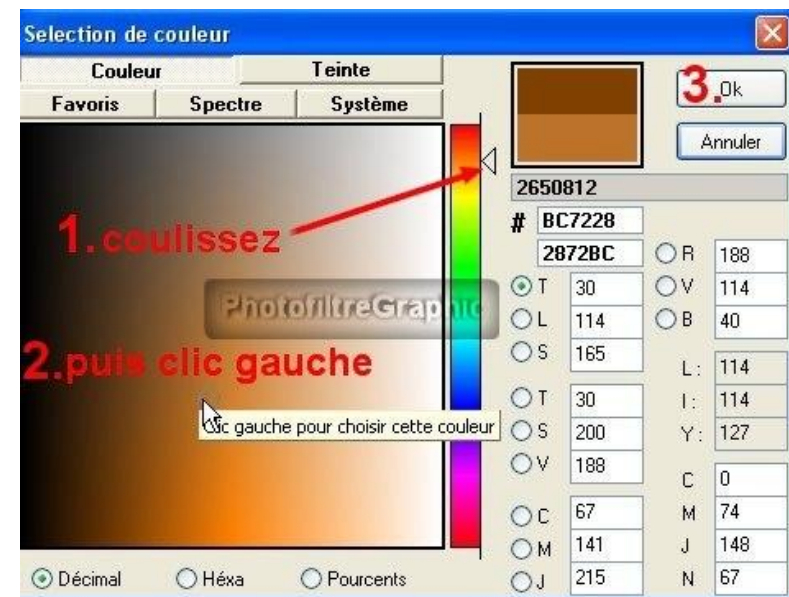 Selection de couleur
Couleur Teinte
Favoris Spectre Système
3. Ok
Annuler
2650812
# BC7228
2872BC
1. coulissez
PhotofiltreGraphic
2.puis clic gauche
Clic gauche pour choisir cette couleur
T 30 R 188
L 114 V 114
S 165 B 40
L : 114
T 30 I : 114
S 200 Y : 127
V 188
C 0
C 67 M 74
M 141 J 148
J 215 N 67
Décimal Héxa Pourcents